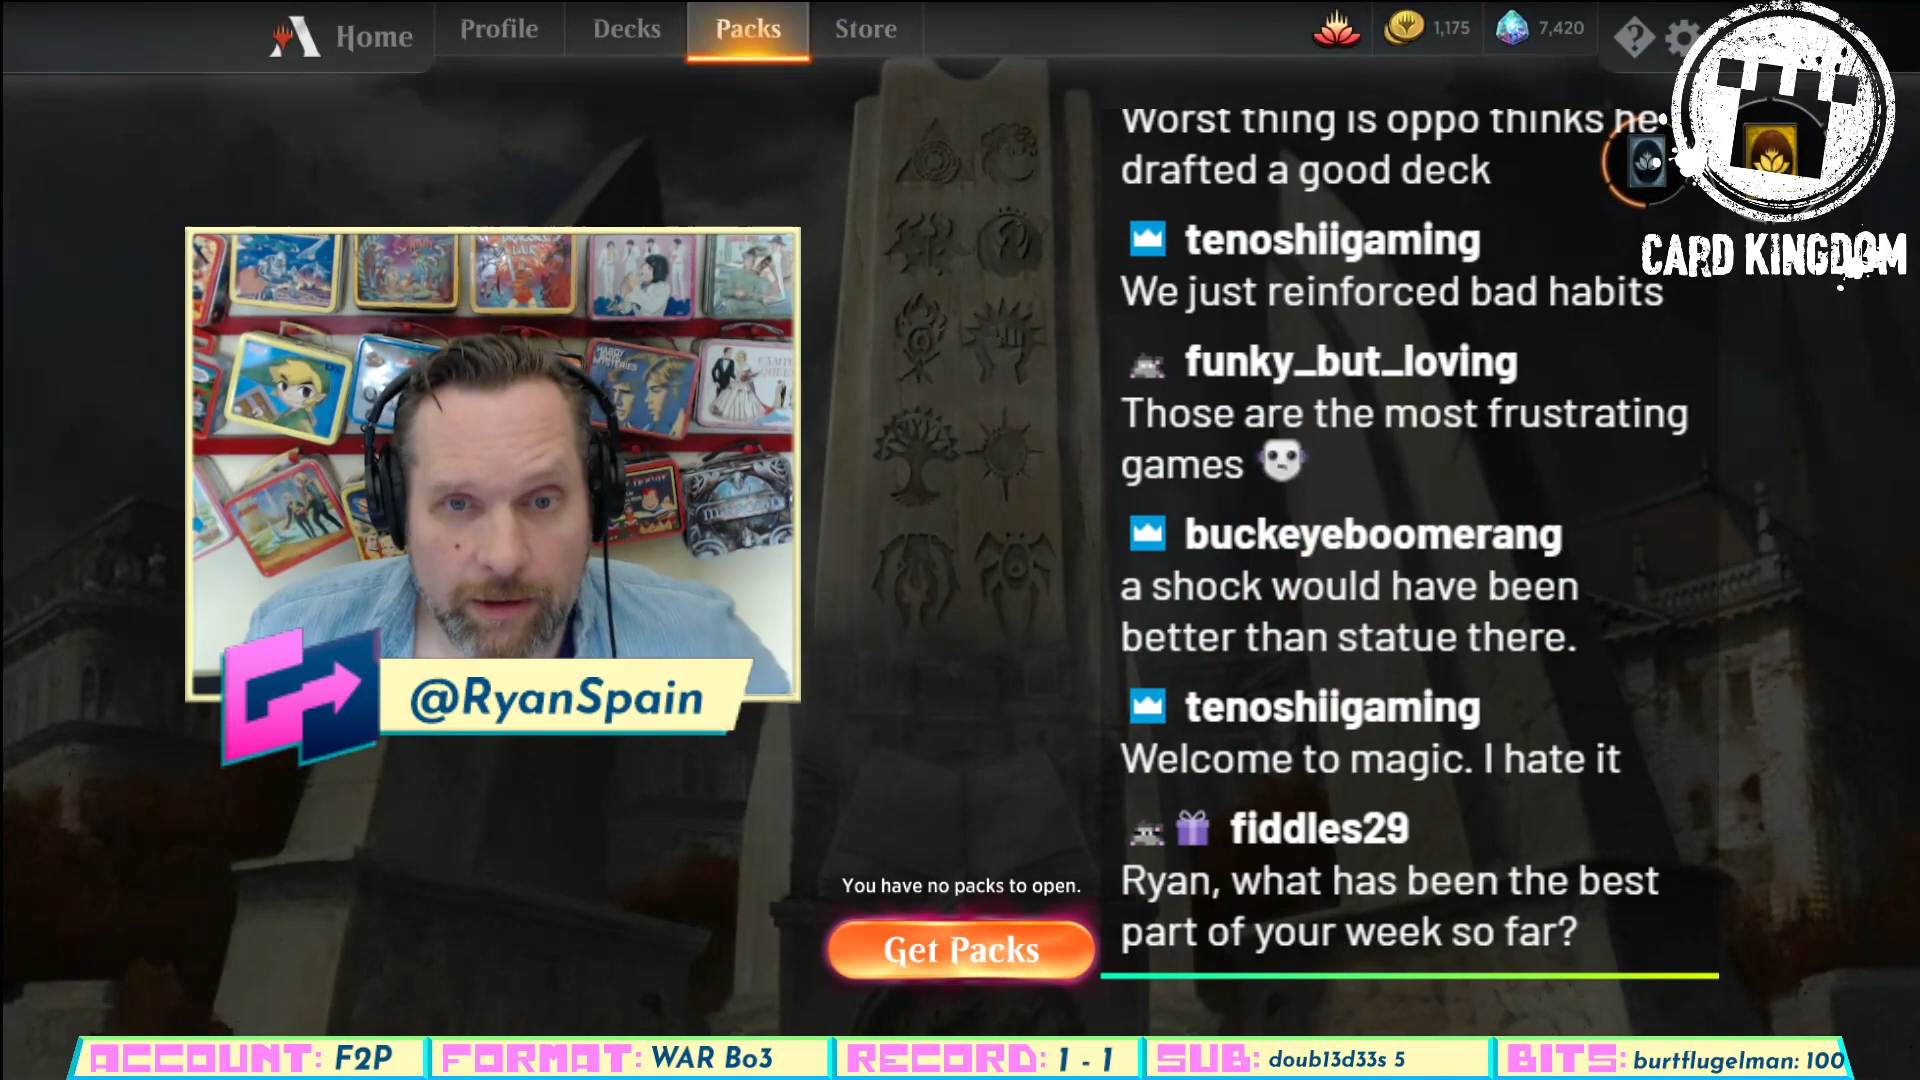 Home
Profile
Decks
Packs
Store
1,175
7,420
?
CARD KINGDOM
Worst thing is oppo thinks he
drafted a good deck
tenoshiigaming
We just reinforced bad habits
funky_but_loving
Those are the most frustrating
games
buckeyeboomerang
a shock would have been
better than statue there.
tenoshiigaming
Welcome to magic. I hate it
fiddles29
Ryan, what has been the best
part of your week so far?
HARDY
BOYS
MYSTERIES
@RyanSpain
You have no packs to open.
Get Packs
ACCOUNT: F2P
FORMAT: WAR Bo3
RECORD: 1 - 1
SUB: doub13d33s 5
BITS: burtflugelman: 100